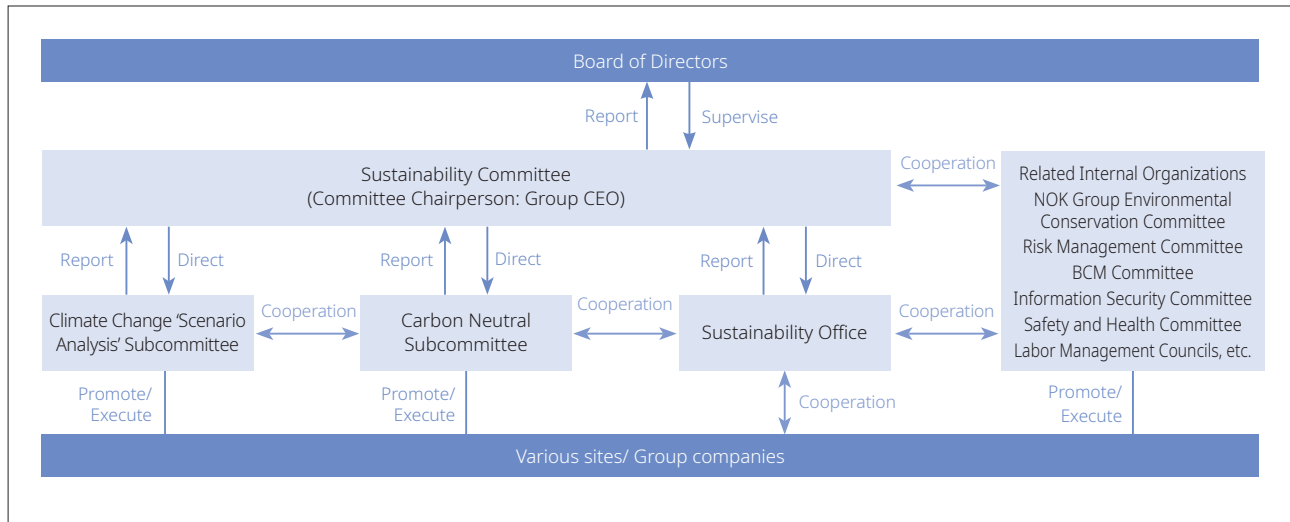 Board of Directors
Report
Supervise
Sustainability Committee
(Committee Chairperson: Group CEO)
Cooperation
Related Internal Organizations
NOK Group Environmental
Conservation Committee
Risk Management Committee
BCM Committee
Information Security Committee
Safety and Health Committee
Labor Management Councils, etc.
Report
Direct
Report
Direct
Report
Direct
Climate Change ‘Scenario
Analysis’ Subcommittee
Cooperation
Carbon Neutral
Subcommittee
Cooperation
Sustainability Office
Cooperation
Promote/
Execute
Promote/
Execute
Cooperation
Promote/
Execute
Various sites/ Group companies